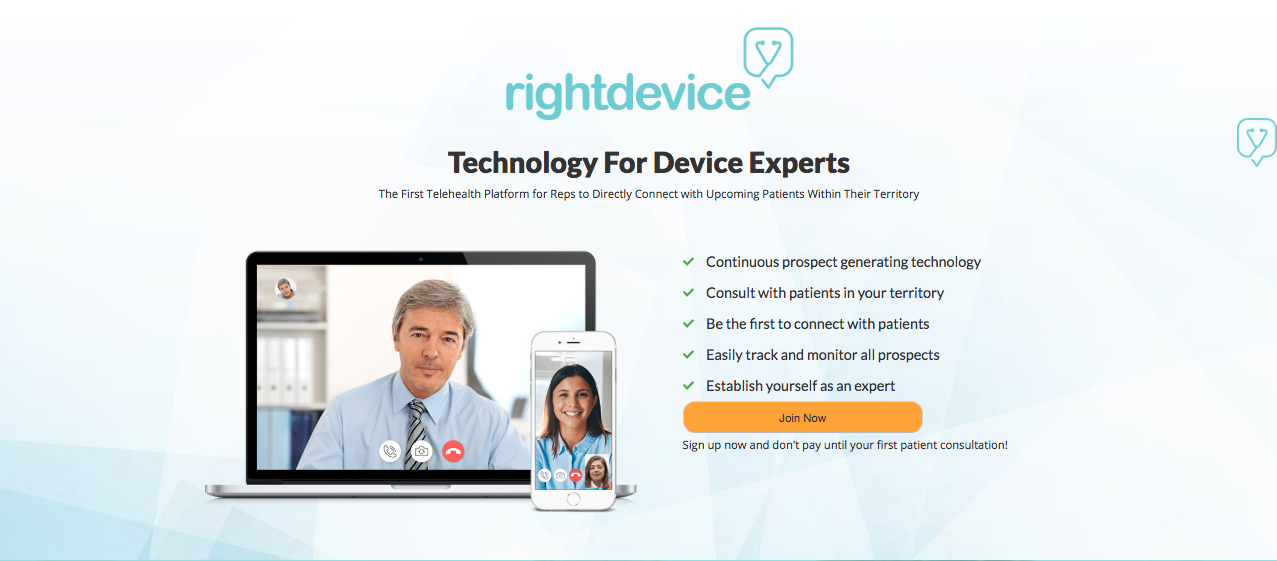 rightdevice
Technology For Device Experts
The First Telehealth Platform for Reps to Directly Connect with Upcoming Patients Within Their Territory
Continuous prospect generating technology
Consult with patients in your territory
Be the first to connect with patients
Easily track and monitor all prospects
Establish yourself as an expert
Join Now
Sign up now and don't pay until your first patient consultation!